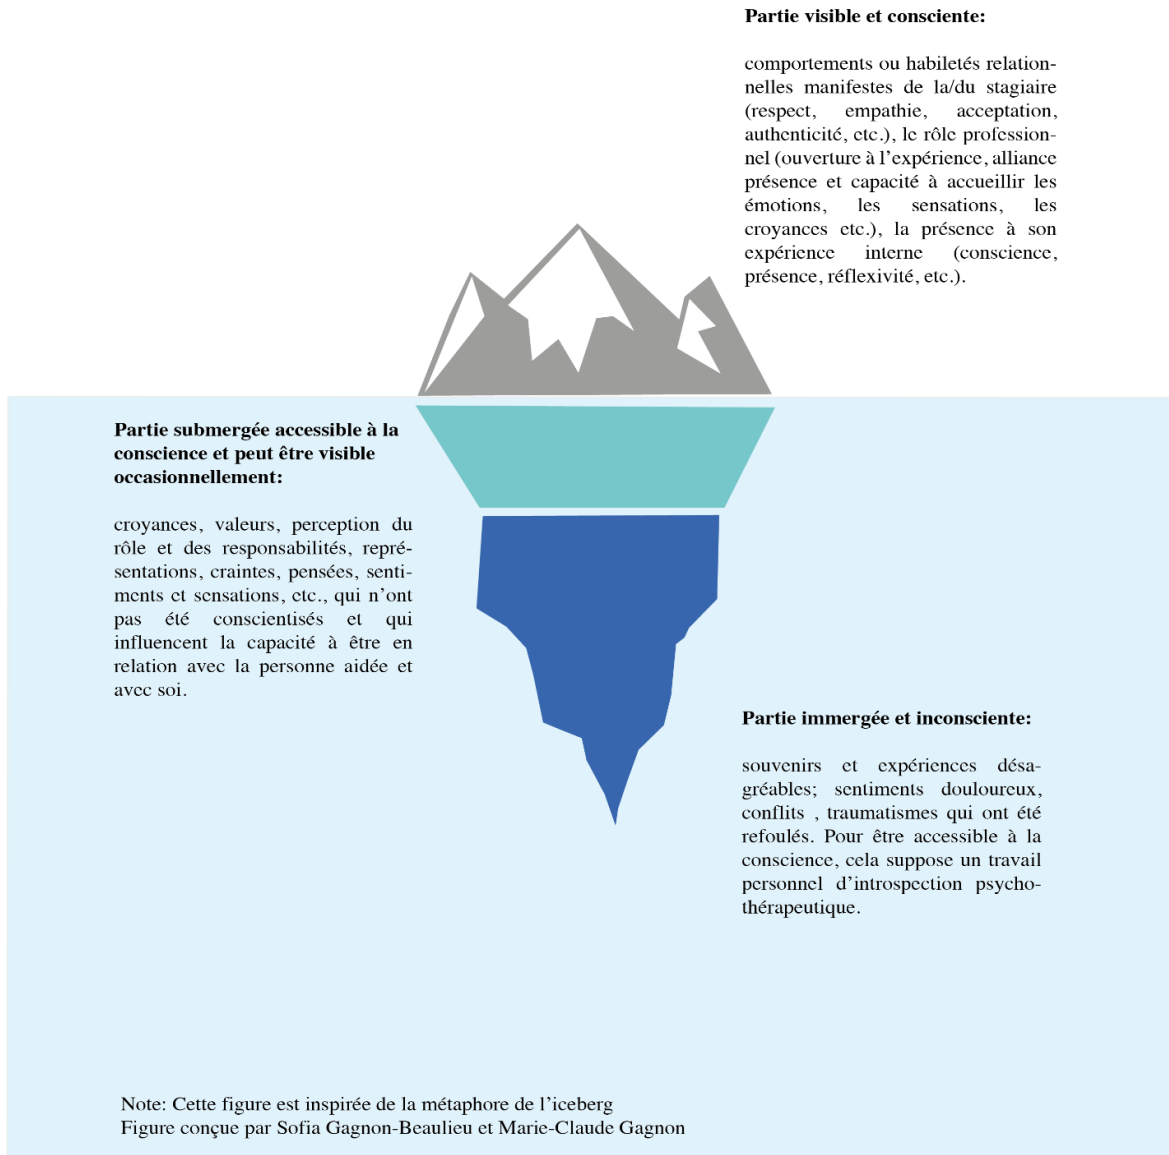 Partie visible et consciente:
comportements ou habiletés relation-
nelles manifestes de la/du stagiaire
(respect, empathie, acceptation,
authenticité, etc.), le rôle profession-
nel (ouverture à l’expérience, alliance
présence et capacité à accueillir les
émotions, les sensations, les
croyances etc.), la présence à son
expérience interne (conscience,
présence, réflexivité, etc.).
Partie submergée accessible à la
conscience et peut être visible
occasionnellement:
croyances, valeurs, perception du
rôle et des responsabilités, repré-
sentations, craintes, pensées, senti-
ments et sensations, etc., qui n’ont
pas été conscientisés et qui
influencent la capacité à être en
relation avec la personne aidée et
avec soi.
Partie immergée et inconsciente:
souvenirs et expériences désa-
gréables; sentiments douloureux,
conflits , traumatismes qui ont été
refoulés. Pour être accessible à la
conscience, cela suppose un travail
personnel d’introspection psycho-
thérapeutique.
Note: Cette figure est inspirée de la métaphore de l’iceberg
Figure conçue par Sofia Gagnon-Beaulieu et Marie-Claude Gagnon